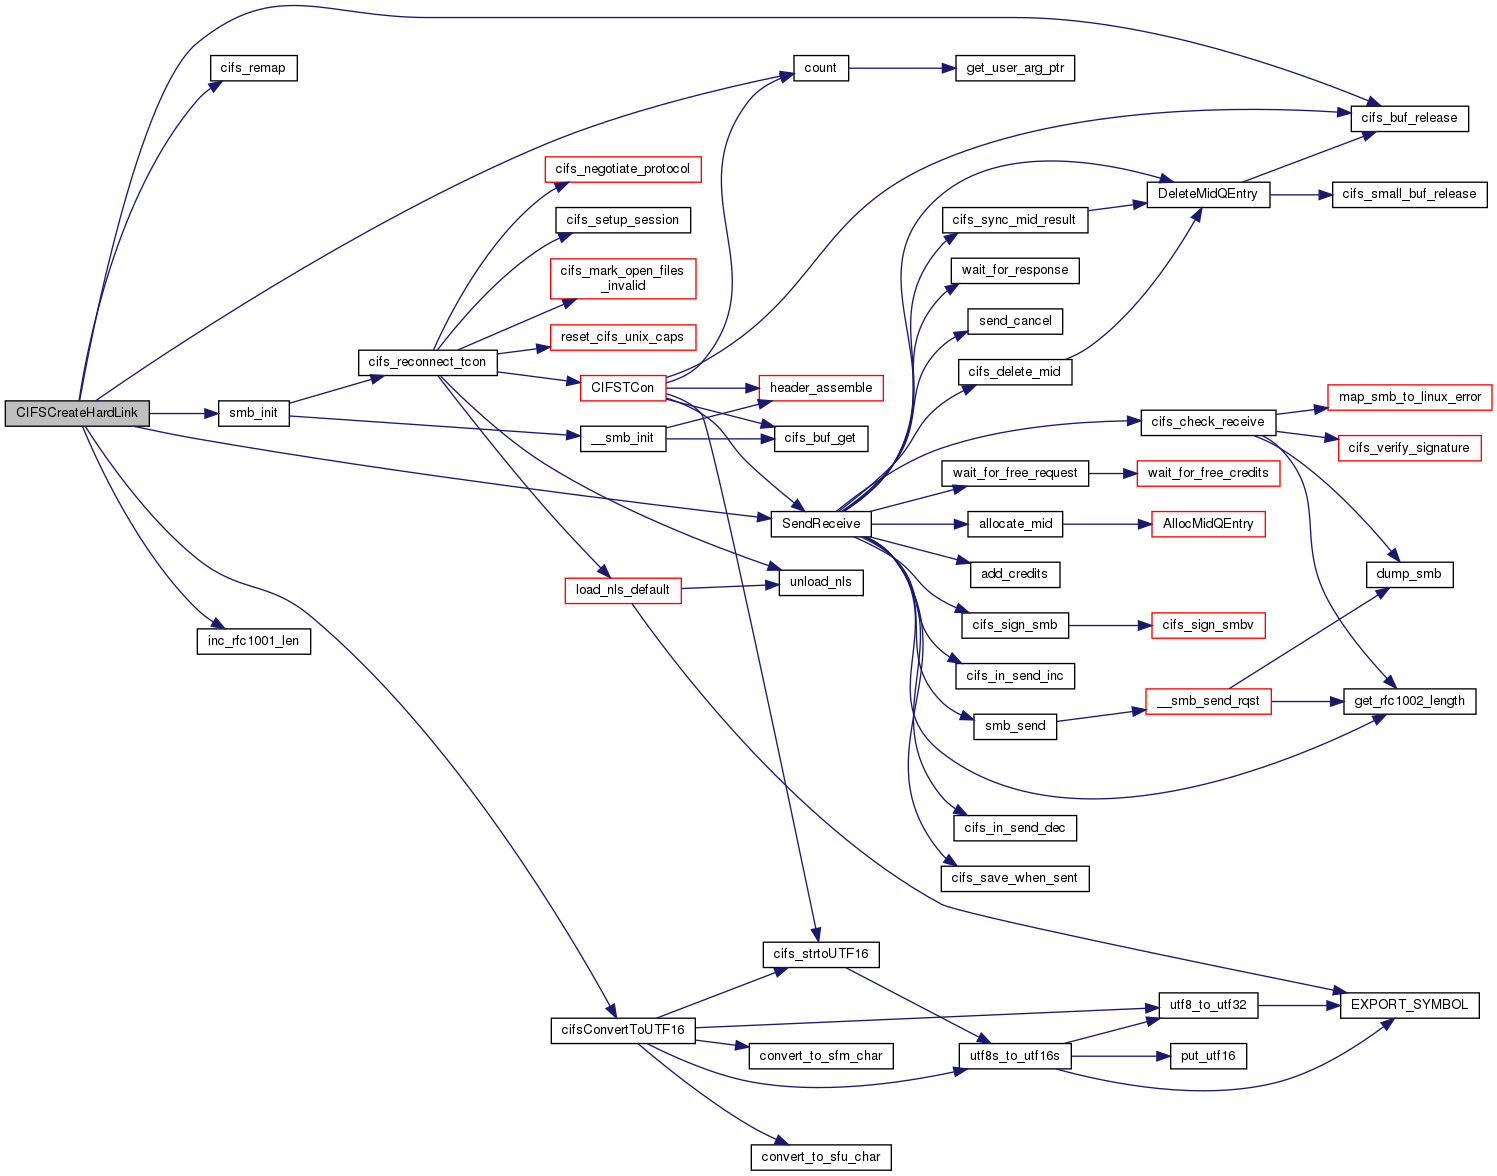 cifs_remap
count
get_user_arg_ptr
cifs_buf_release
cifs_negotiate_protocol
DeleteMidQEntry
cifs_small_buf_release
cifs_setup_session
cifs_sync_mid_result
cifs_mark_open_files
_invalid
wait_for_response
reset_cifs_unix_caps
send_cancel
cifs_reconnect_tcon
CIFSTCon
header_assemble
cifs_delete_mid
map_smb_to_linux_error
CIFSCreateHardLink
smb_init
__smb_init
cifs_buf_get
cifs_check_receive
cifs_verify_signature
wait_for_free_request
wait_for_free_credits
SendReceive
allocate_mid
AllocMidQEntry
add_credits
dump_smb
load_nls_default
unload_nls
cifs_sign_smb
cifs_sign_smbv
inc_rfc1001_len
cifs_in_send_inc
smb_send
__smb_send_rqst
get_rfc1002_length
cifs_in_send_dec
cifs_save_when_sent
cifs_strtoUTF16
utf8_to_utf32
EXPORT_SYMBOL
cifsConvertToUTF16
convert_to_sfm_char
utf8s_to_utf16s
put_utf16
convert_to_sfu_char